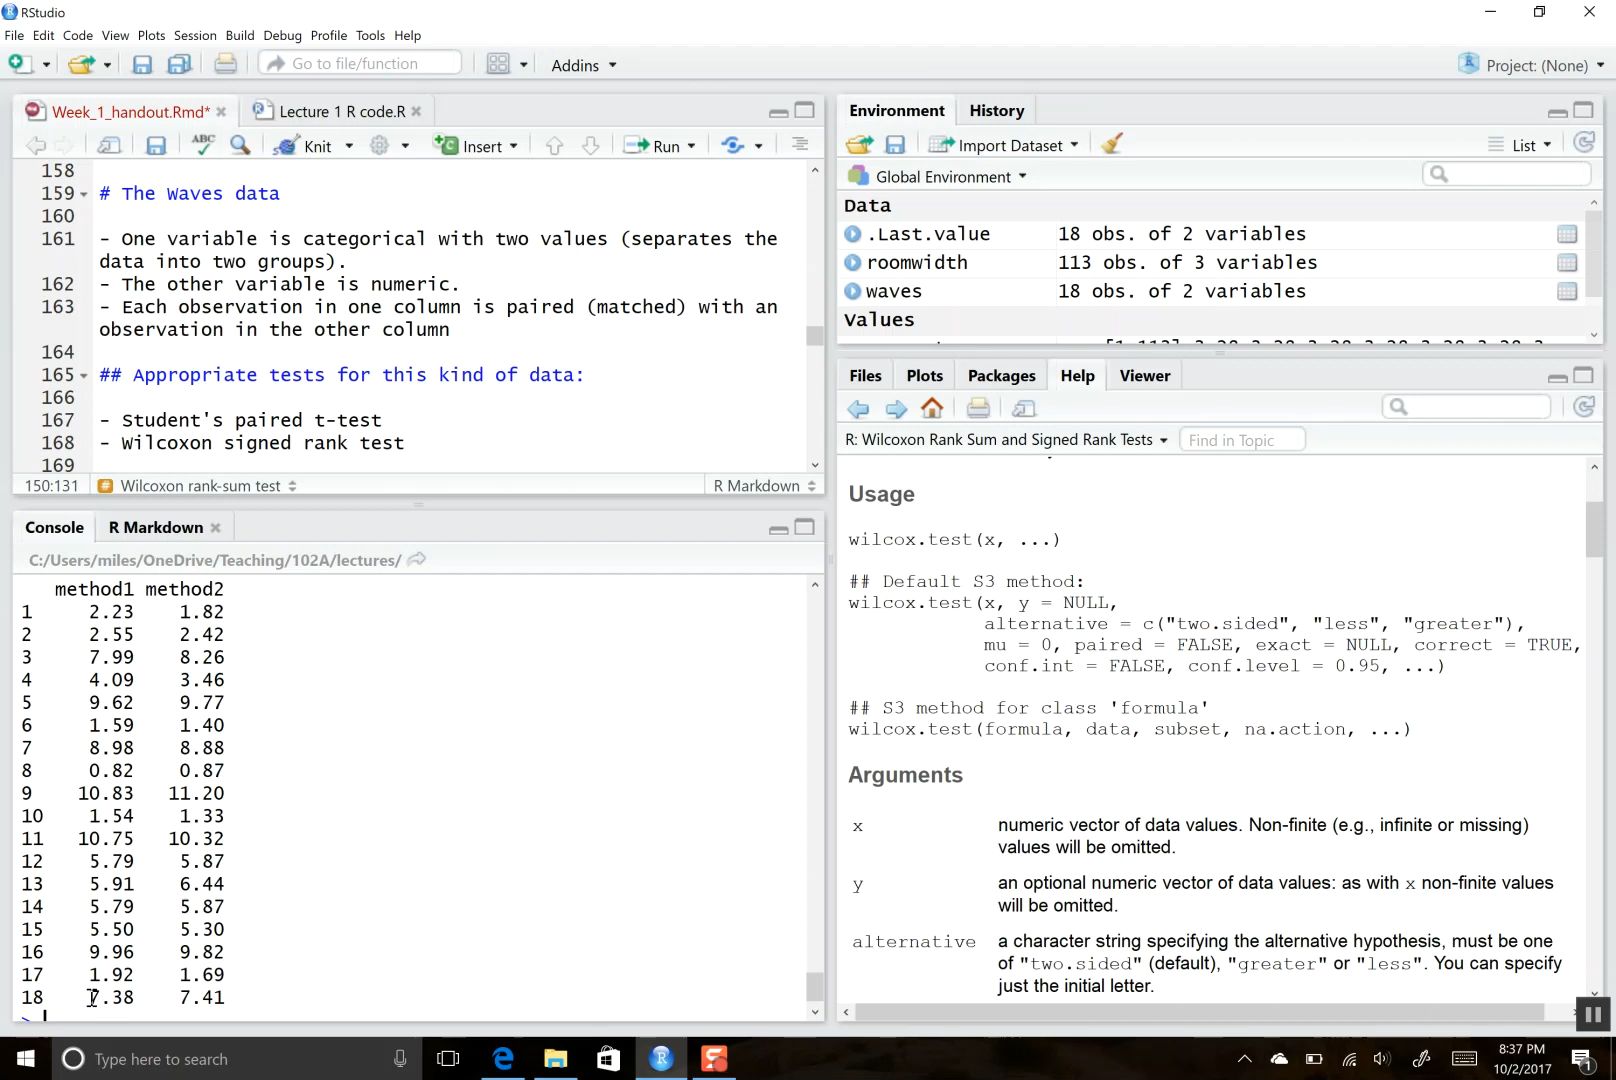 RStudio
File Edit Code View Plots Session Build Debug Profile Tools Help
Go to file/function Addins Project: (None)
Week_1_handout.Rmd* Lecture 1 R code.R
ABC Knit Insert Run
158
159 # The Waves data
160
161 - One variable is categorical with two values (separates the
data into two groups).
162 - The other variable is numeric.
163 - Each observation in one column is paired (matched) with an
observation in the other column
164
165 ## Appropriate tests for this kind of data:
166
167 - Student's paired t-test
168 - Wilcoxon signed rank test
169
150:131 # Wilcoxon rank-sum test R Markdown
Console R Markdown
C:/Users/miles/OneDrive/Teaching/102A/lectures/
method1 method2
1 2.23 1.82
2 2.55 2.42
3 7.99 8.26
4 4.09 3.46
5 9.62 9.77
6 1.59 1.40
7 8.98 8.88
8 0.82 0.87
9 10.83 11.20
10 1.54 1.33
11 10.75 10.32
12 5.79 5.87
13 5.91 6.44
14 5.79 5.87
15 5.50 5.30
16 9.96 9.82
17 1.92 1.69
18 7.38 7.41
>
Environment History
Import Dataset List
Global Environment
Data
.Last.value 18 obs. of 2 variables
roomwidth 113 obs. of 3 variables
waves 18 obs. of 2 variables
Values
Files Plots Packages Help Viewer
R: Wilcoxon Rank Sum and Signed Rank Tests Find in Topic
Usage
wilcox.test(x, ...)
## Default S3 method:
wilcox.test(x, y = NULL,
alternative = c("two.sided", "less", "greater"),
mu = 0, paired = FALSE, exact = NULL, correct = TRUE,
conf.int = FALSE, conf.level = 0.95, ...)
## S3 method for class 'formula'
wilcox.test(formula, data, subset, na.action, ...)
Arguments
x numeric vector of data values. Non-finite (e.g., infinite or missing)
values will be omitted.
y an optional numeric vector of data values: as with x non-finite values
will be omitted.
alternative a character string specifying the alternative hypothesis, must be one
of "two.sided" (default), "greater" or "less". You can specify
just the initial letter.
Type here to search
8:37 PM
10/2/2017
1